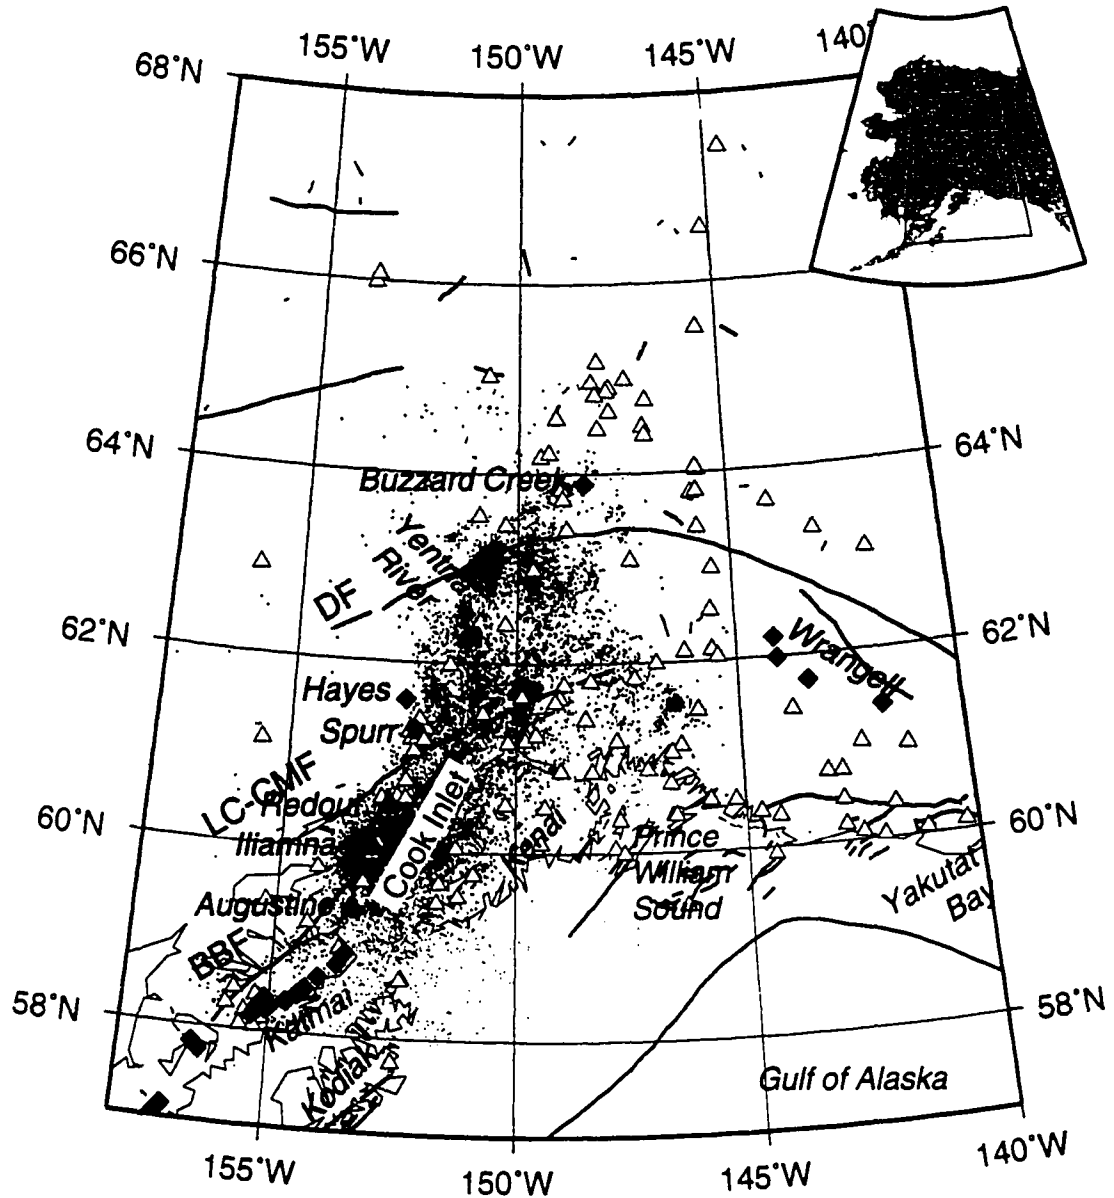 155°W 150°W 145°W 140°
68°N
66°N
64°N 64°N
Buzzard Creek
Yentna
River
DF
62°N 62°N
Wrangell
Hayes
Spurr
LC-CMF
Redout
60°N 60°N
Iliamna
Cook Inlet
Kenai
Prince
William
Sound
Yakutat
Bay
Augustine
BBF
58°N 58°N
Katmai
Kodiak
Gulf of Alaska
155°W 150°W 145°W 140°W